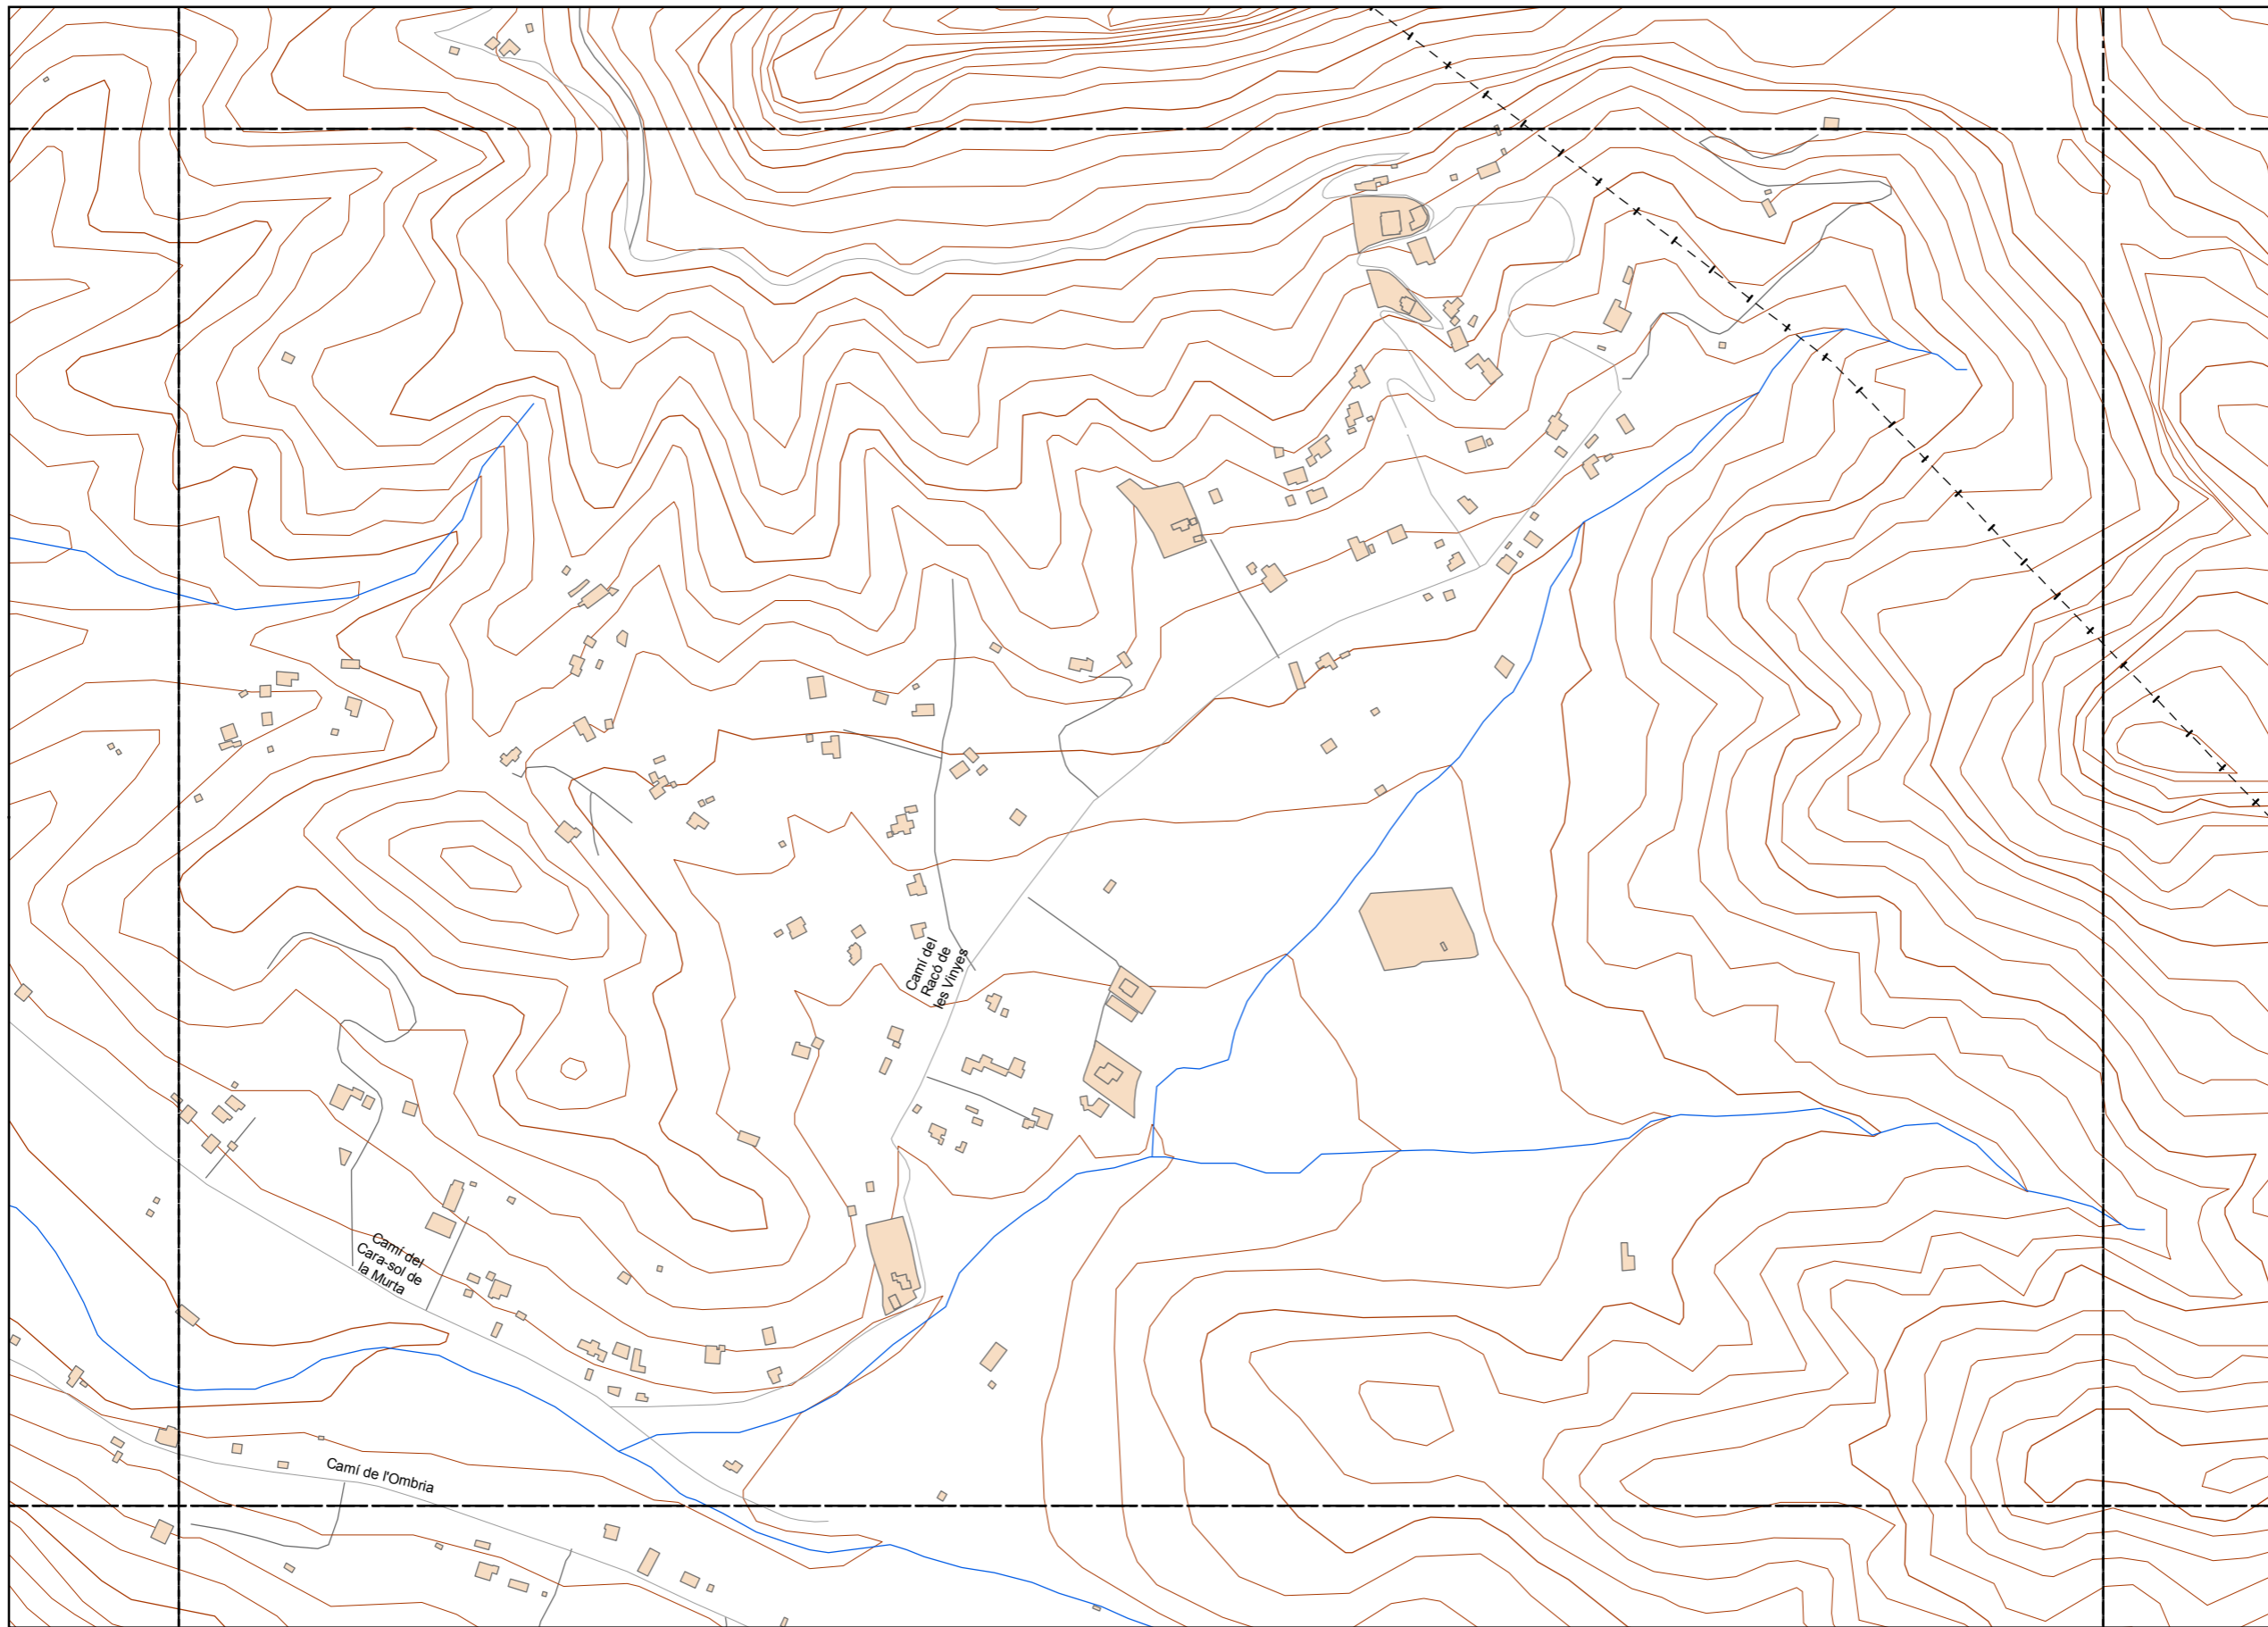 Camí del
Racó de
les Vinyes
Camí del
Cara-sol de
la Murta
Camí de l'Ombria